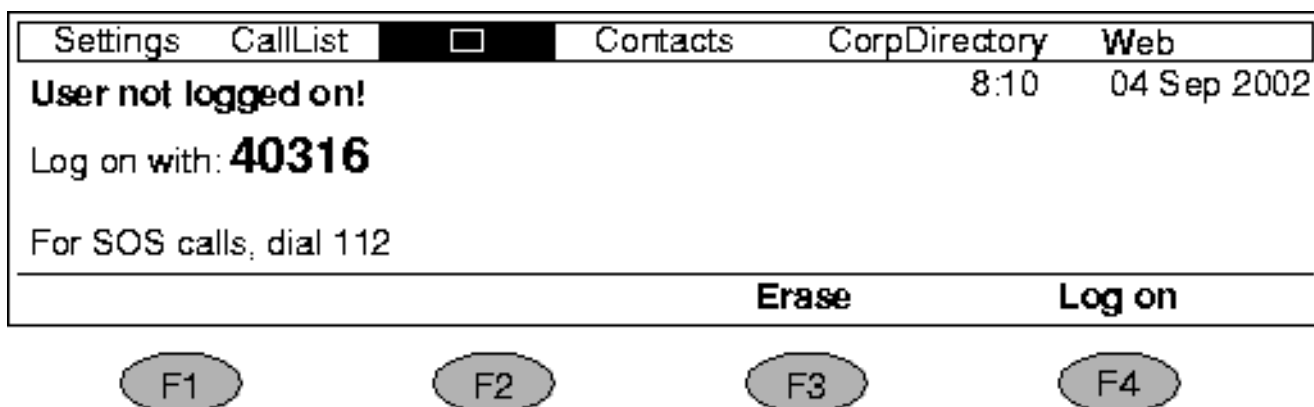 Settings CallList Contacts CorpDirectory Web
User not logged on! 8:10 04 Sep 2002
Log on with: 40316
For SOS calls, dial 112
Erase Log on
F1 F2 F3 F4